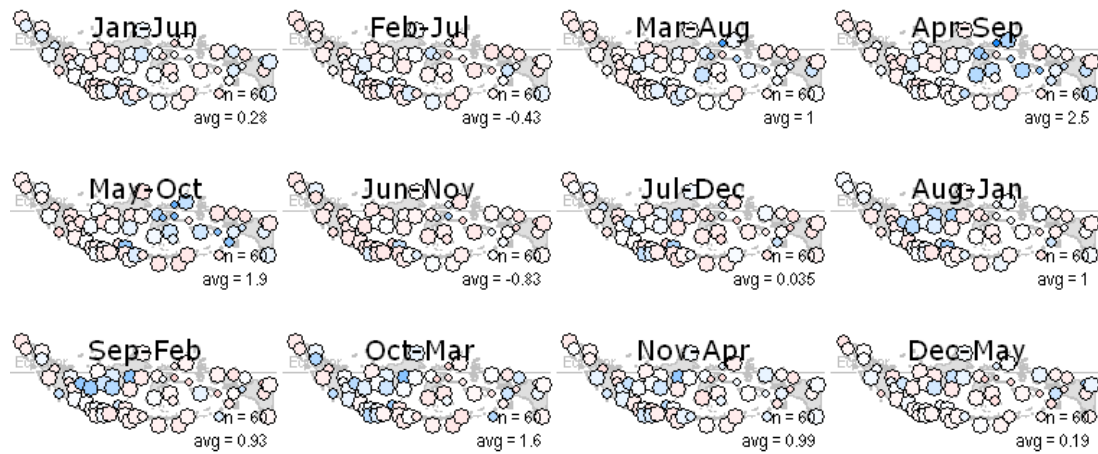 Jan-Jun
Feb-Jul
Mar-Aug
Apr-Sep
n = 60
avg = 0.28
n = 60
avg = -0.43
n = 60
avg = 1
n = 60
avg = 2.5
May-Oct
Jun-Nov
Jul-Dec
Aug-Jan
n = 60
avg = 1.9
n = 60
avg = -0.83
n = 60
avg = 0.035
n = 60
avg = 1
Sep-Feb
Oct-Mar
Nov-Apr
Dec-May
n = 60
avg = 0.93
n = 60
avg = 1.6
n = 60
avg = 0.99
n = 60
avg = 0.19